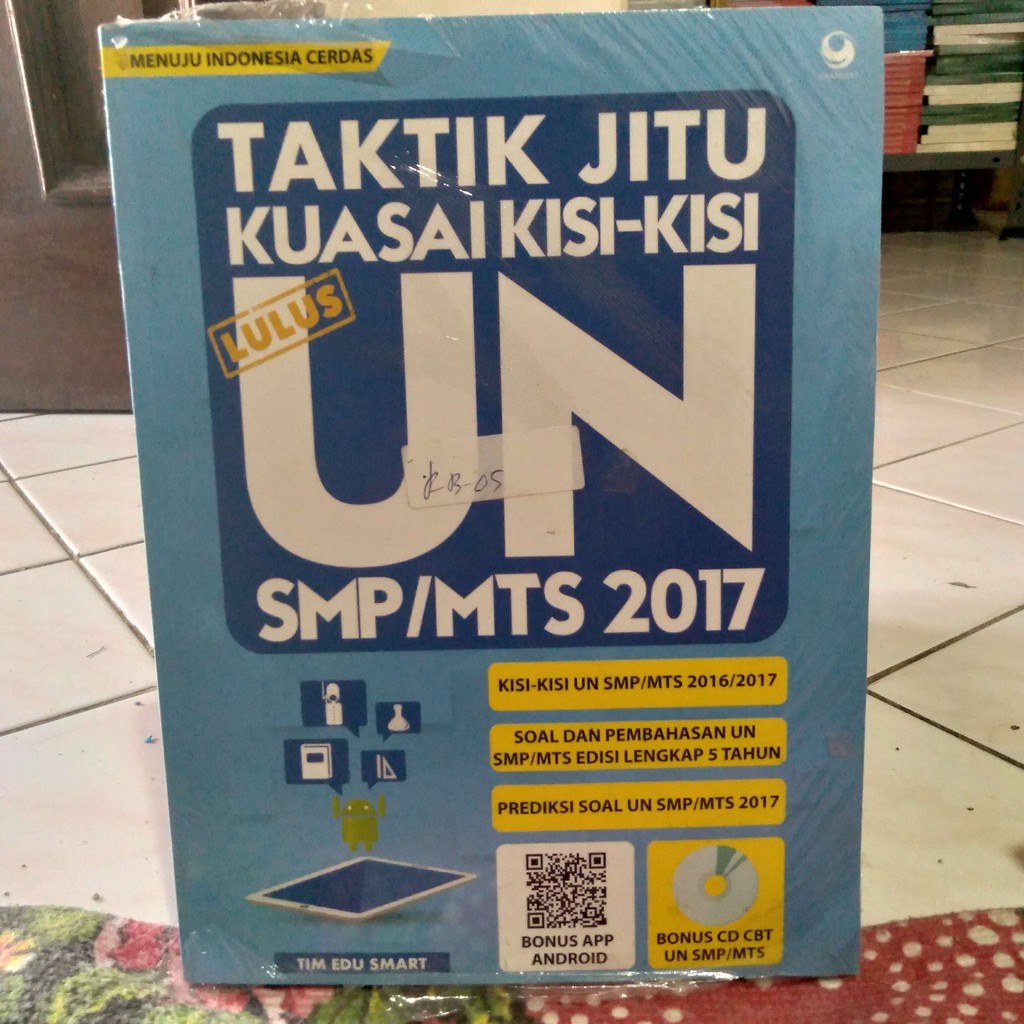 MENUJU INDONESIA CERDAS
TAKTIK JITU
KUASAI KISI-KISI
LULUS
UN
SMP/MTS 2017
KISI-KISI UN SMP/MTS 2016/2017
SOAL DAN PEMBAHASAN UN
SMP/MTS EDISI LENGKAP 5 TAHUN
PREDIKSI SOAL UN SMP/MTS 2017
BONUS APP
ANDROID
BONUS CD CBT
UN SMP/MTS
TIM EDU SMART